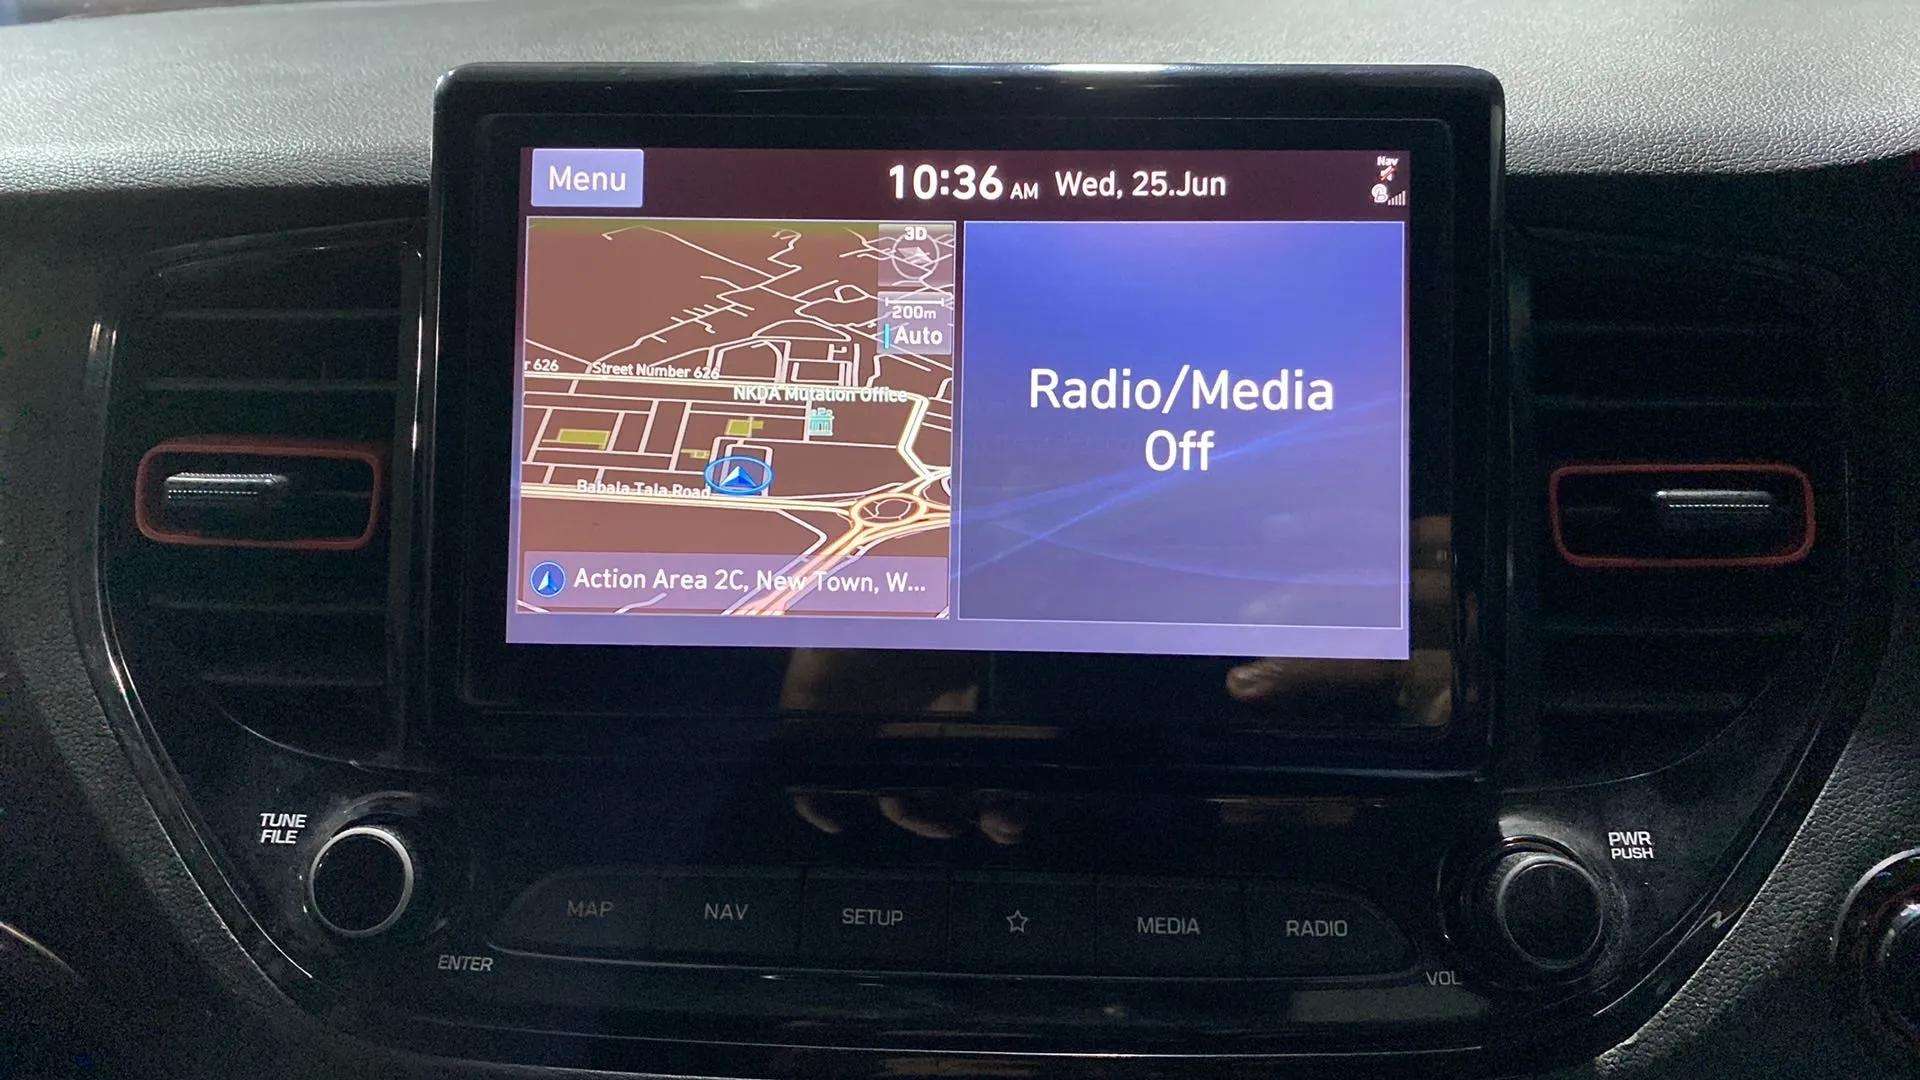 Menu
10:36 AM Wed, 25.Jun
Nav
3D
200m
Auto
r 626
Street Number 626
NKDA Mutation Office
Babala Tala Road
Action Area 2C, New Town, W...
Radio/Media
Off
TUNE
FILE
PWR
PUSH
MAP
NAV
SETUP
MEDIA
RADIO
ENTER
VOL